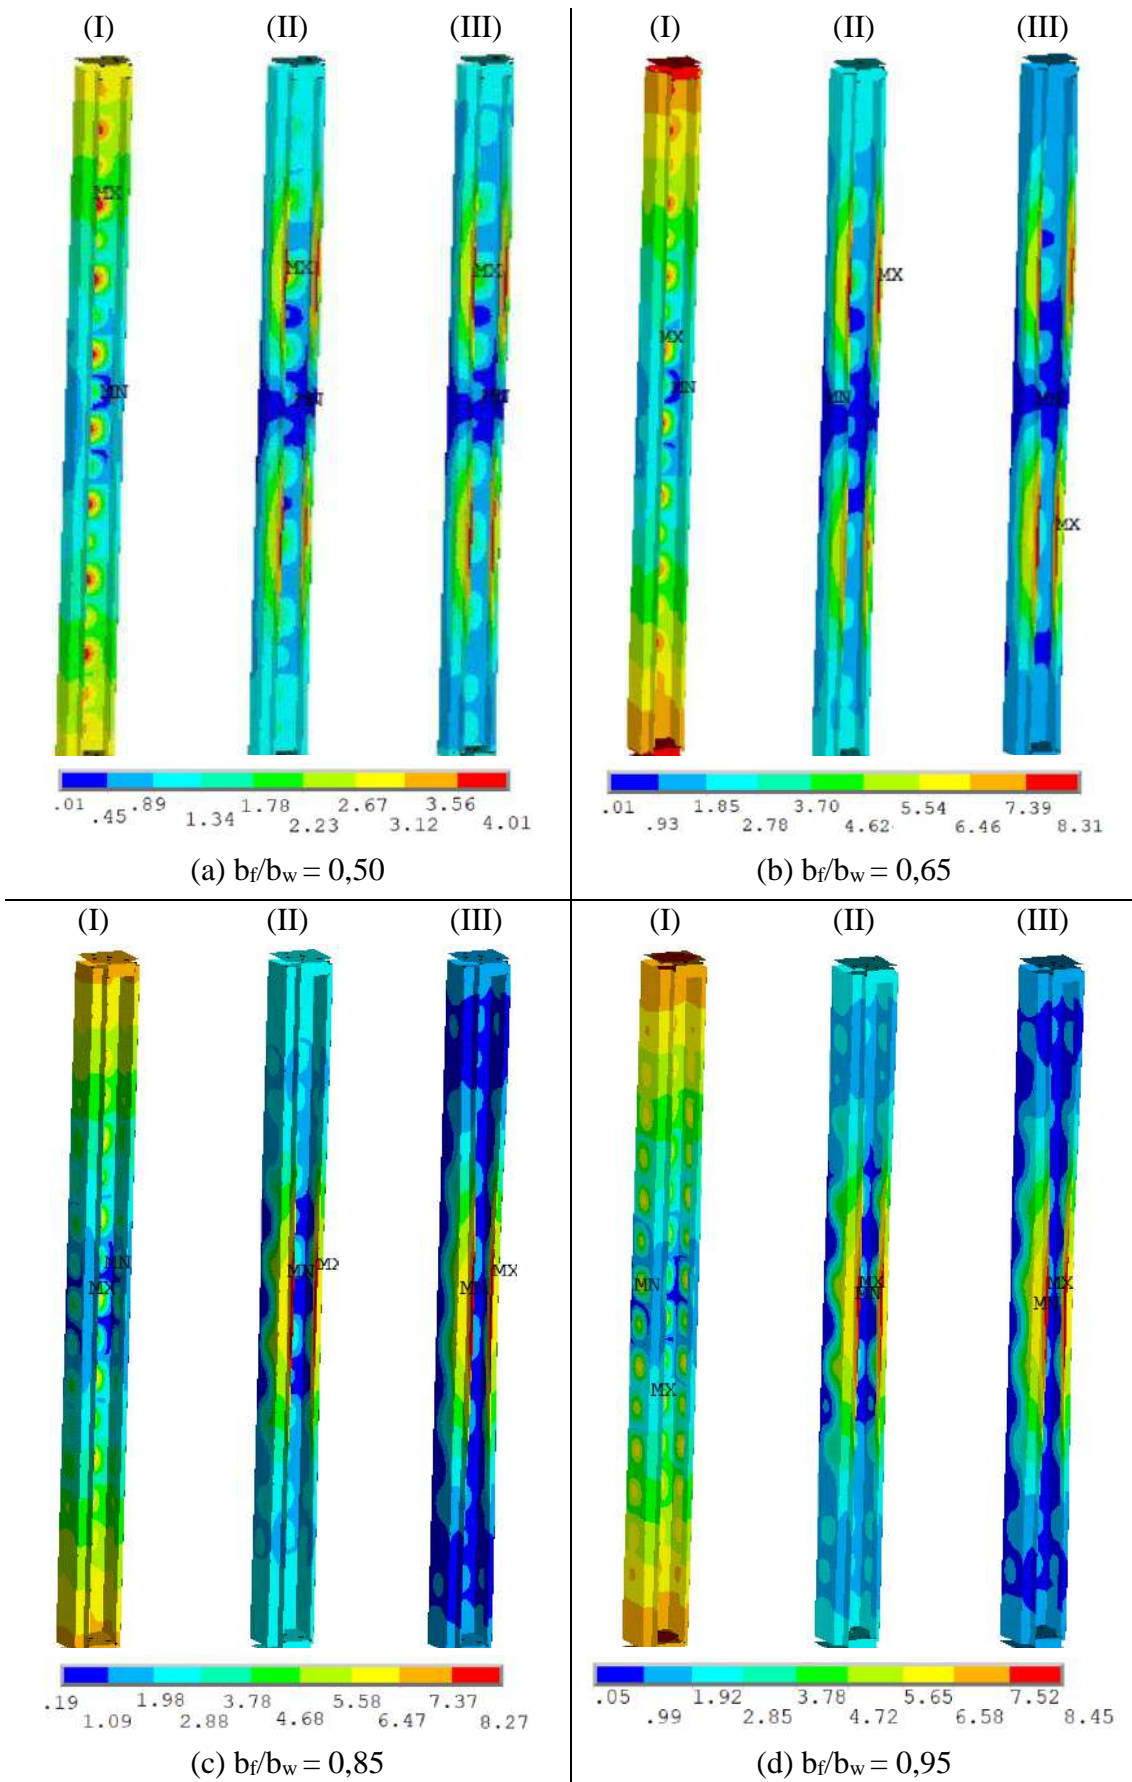 (I) (II) (III)
MX
MN
MX
MN
MX
MN
.01 .45 .89 1.34 1.78 2.23 2.67 3.12 3.56 4.01
(a) bf/bw = 0,50
(I) (II) (III)
MX
MN
MX
MN
MN
MX
.01 .93 1.85 2.78 3.70 4.62 5.54 6.46 7.39 8.31
(b) bf/bw = 0,65
(I) (II) (III)
MN
MX
MN
MX
MX
MN
.19 1.09 1.98 2.88 3.78 4.68 5.58 6.47 7.37 8.27
(c) bf/bw = 0,85
(I) (II) (III)
MN
MX
MX
MN
MX
MN
.05 .99 1.92 2.85 3.78 4.72 5.65 6.58 7.52 8.45
(d) bf/bw = 0,95